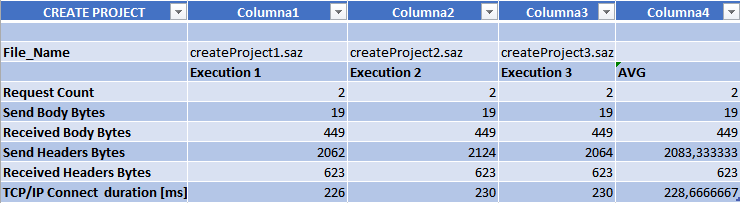 CREATE PROJECT Columna1 Columna2 Columna3 Columna4
File_Name createProject1.saz createProject2.saz createProject3.saz
Execution 1 Execution 2 Execution 3 AVG
Request Count 2 2 2 2
Send Body Bytes 19 19 19 19
Received Body Bytes 449 449 449 449
Send Headers Bytes 2062 2124 2064 2083,333333
Received Headers Bytes 623 623 623 623
TCP/IP Connect duration [ms] 226 230 230 228,6666667